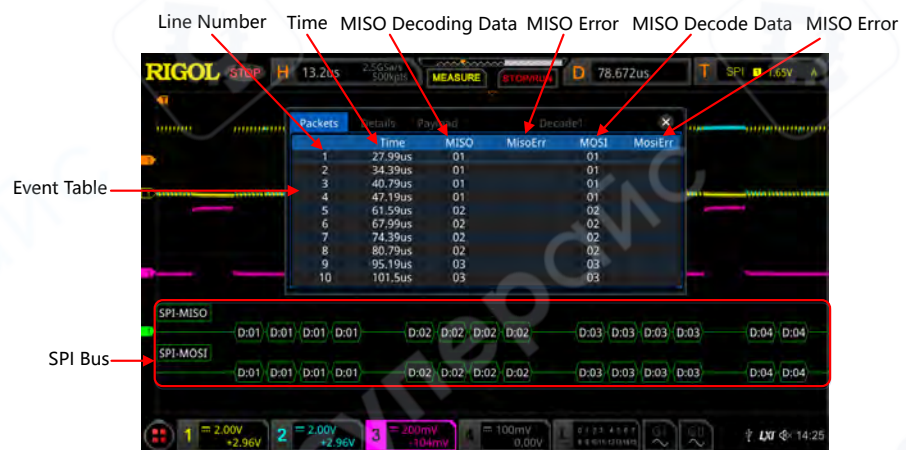 Line Number Time MISO Decoding Data MISO Error MISO Decode Data MISO Error
RIGOL STOP H 13.2us 2.5GSa/s 500kpts MEASURE STOP/RUN D 78.672us T SPI 1 1.65V A
Packets Details Payload Decode1
Time MISO MisoErr MOSI MosiErr
1 27.99us 01 01
2 34.39us 01 01
3 40.79us 01 01
4 47.19us 01 01
5 61.59us 02 02
6 67.99us 02 02
7 74.39us 02 02
8 80.79us 02 02
9 95.19us 03 03
10 101.5us 03 03
Event Table
SPI-MISO
D:01 D:01 D:01 D:01 D:02 D:02 D:02 D:02 D:03 D:03 D:03 D:03 D:04 D:04
SPI Bus
SPI-MOSI
D:01 D:01 D:01 D:01 D:02 D:02 D:02 D:02 D:03 D:03 D:03 D:03 D:04 D:04
1 = 2.00V +2.96V 2 = 2.00V +2.96V 3 = 200mV -104mV 4 = 100mV 0.00V L LXI 14:25